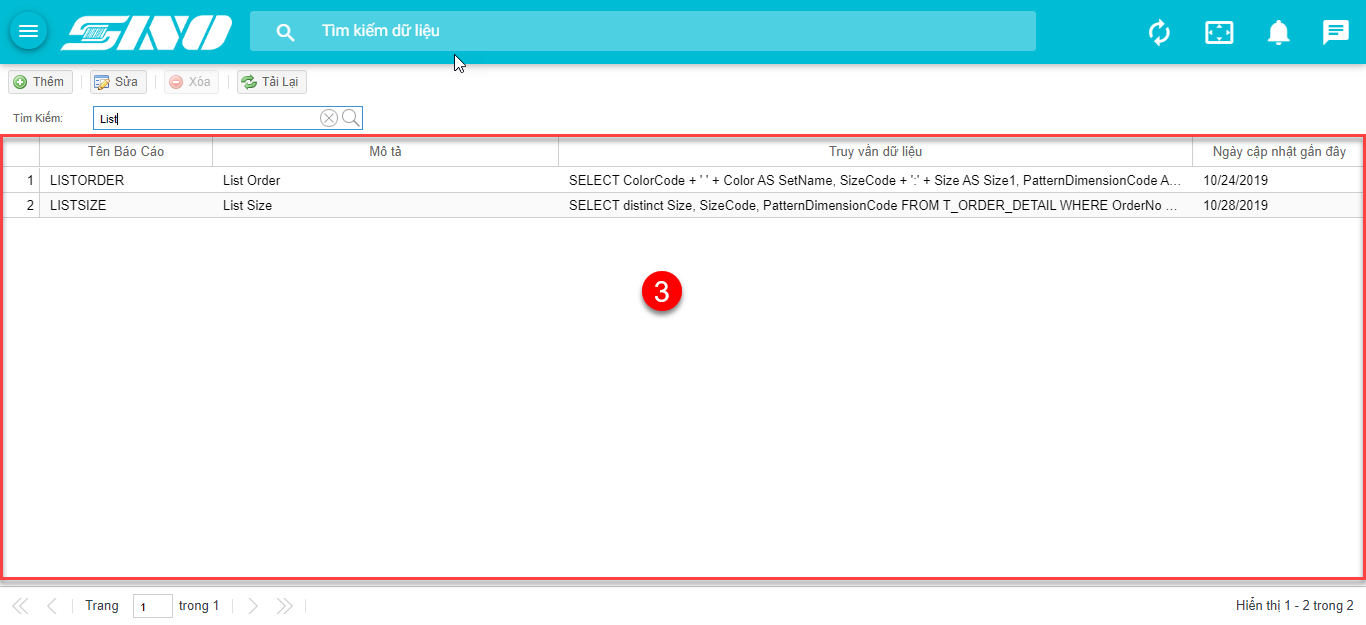 SINO
Tìm kiếm dữ liệu
Thêm Sửa Xóa Tải Lại
Tìm Kiếm: List
Tên Báo Cáo Mô tả Truy vấn dữ liệu Ngày cập nhật gần đây
1 LISTORDER List Order SELECT ColorCode + ' ' + Color AS SetName, SizeCode + ':' + Size AS Size1, PatternDimensionCode A... 10/24/2019
2 LISTSIZE List Size SELECT distinct Size, SizeCode, PatternDimensionCode FROM T_ORDER_DETAIL WHERE OrderNo ... 10/28/2019
3
Trang 1 trong 1 Hiển thị 1 - 2 trong 2